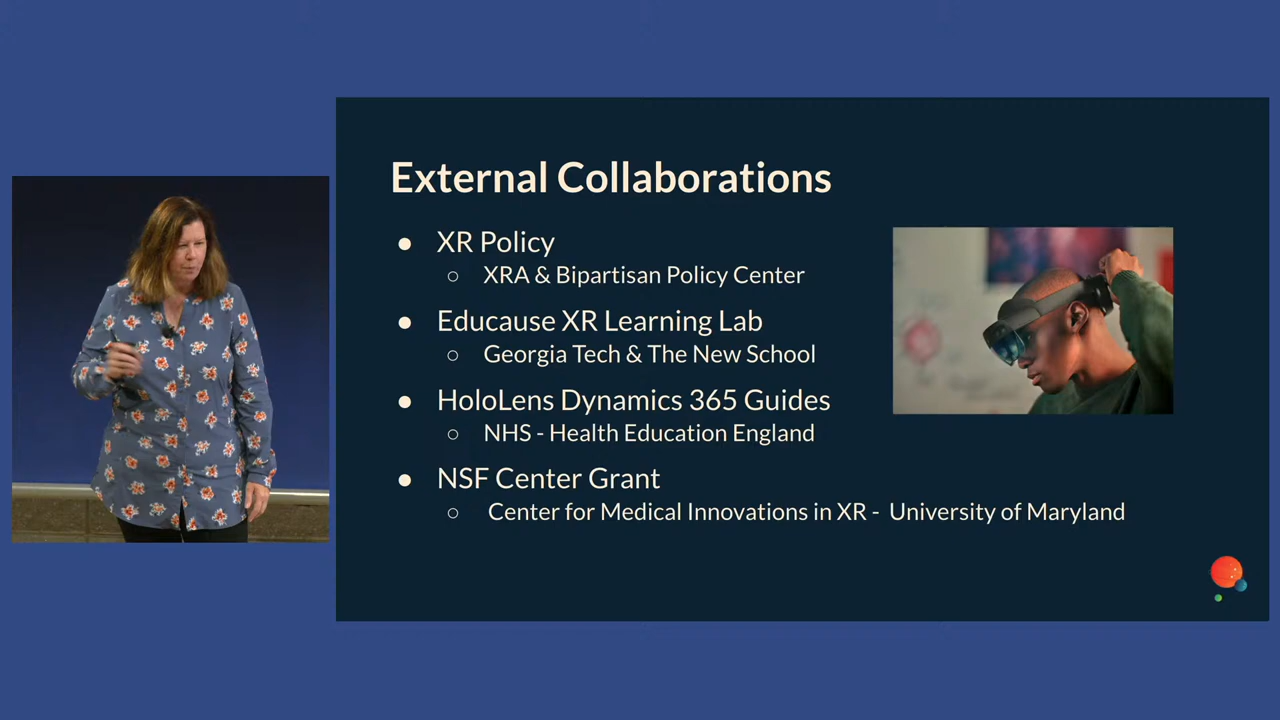 External Collaborations
● XR Policy
○ XRA & Bipartisan Policy Center
● Educause XR Learning Lab
○ Georgia Tech & The New School
● HoloLens Dynamics 365 Guides
○ NHS - Health Education England
● NSF Center Grant
○ Center for Medical Innovations in XR - University of Maryland